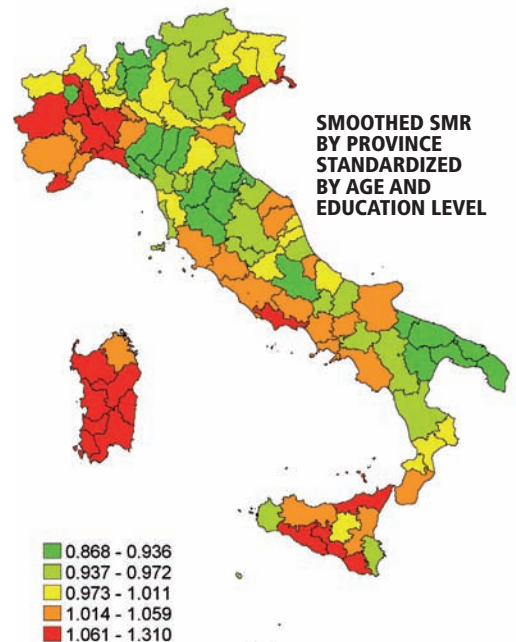 SMOOTHED SMR
BY PROVINCE
STANDARDIZED
BY AGE AND
EDUCATION LEVEL
0.868 - 0.936
0.937 - 0.972
0.973 - 1.011
1.014 - 1.059
1.061 - 1.310